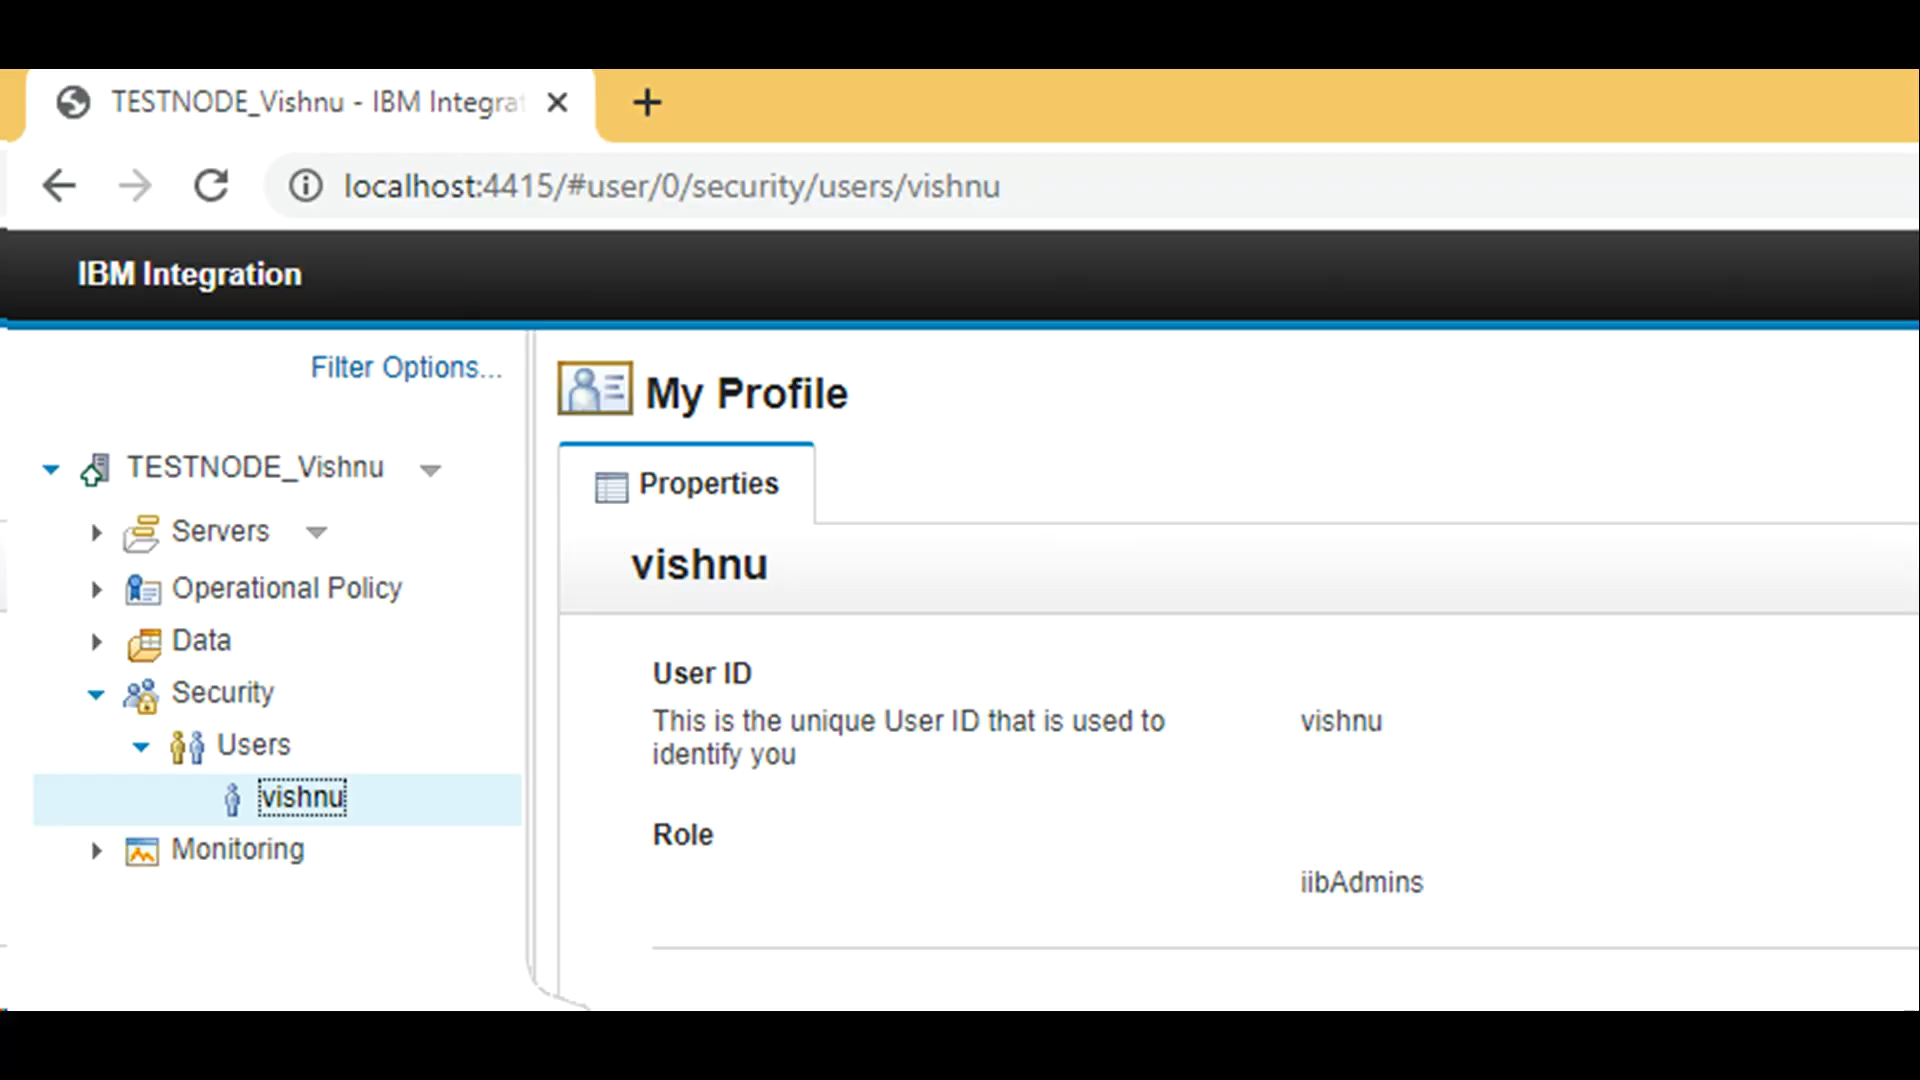 TESTNODE_Vishnu - IBM Integrat
localhost:4415/#user/0/security/users/vishnu
IBM Integration
Filter Options...
TESTNODE_Vishnu
Servers
Operational Policy
Data
Security
Users
vishnu
Monitoring
My Profile
Properties
vishnu
User ID
This is the unique User ID that is used to
identify you
vishnu
Role
iibAdmins